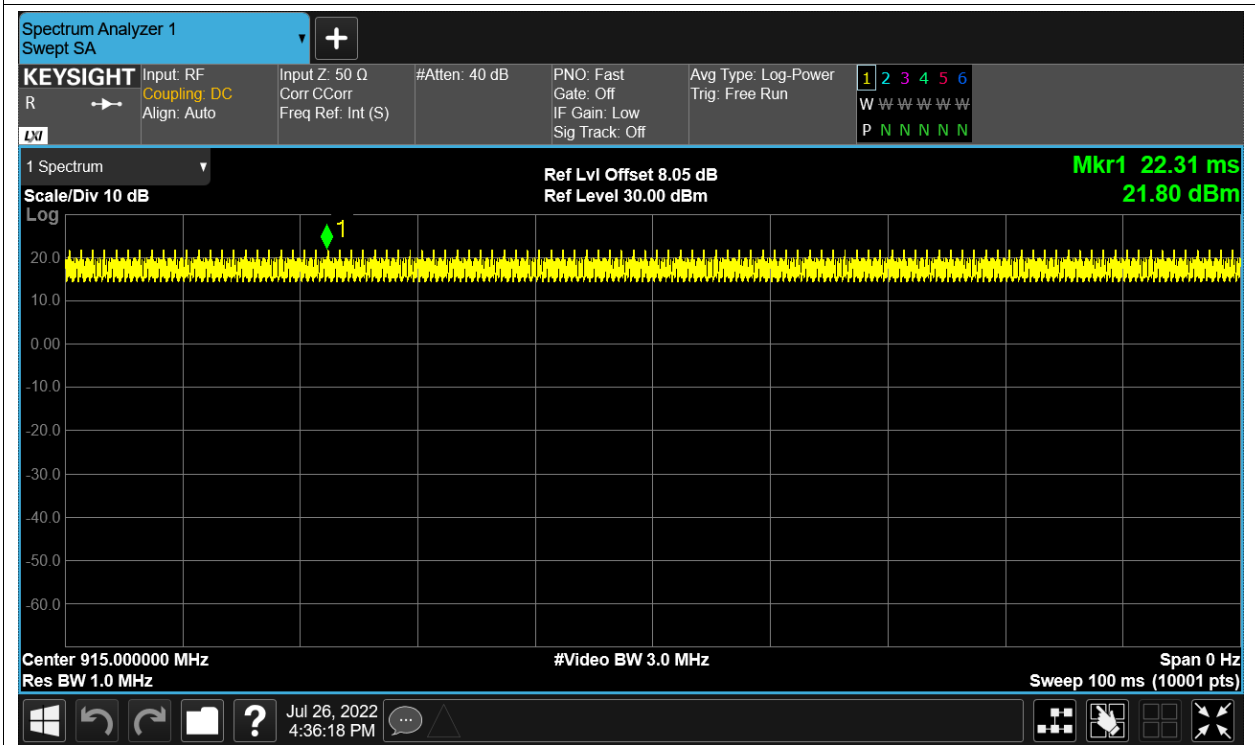 Spectrum Analyzer 1
Swept SA
+
KEYSIGHT
R
LXI
Input: RF
Coupling: DC
Align: Auto
Input Z: 50 Ω
Corr CCorr
Freq Ref: Int (S)
#Atten: 40 dB
PNO: Fast
Gate: Off
IF Gain: Low
Sig Track: Off
Avg Type: Log-Power
Trig: Free Run
1 2 3 4 5 6
W W W W W W
P N N N N N
1 Spectrum
Scale/Div 10 dB
Log
Ref Lvl Offset 8.05 dB
Ref Level 30.00 dBm
Mkr1 22.31 ms
21.80 dBm
1
20.0
10.0
0.00
-10.0
-20.0
-30.0
-40.0
-50.0
-60.0
Center 915.000000 MHz
Res BW 1.0 MHz
#Video BW 3.0 MHz
Span 0 Hz
Sweep 100 ms (10001 pts)
?
Jul 26, 2022
4:36:18 PM